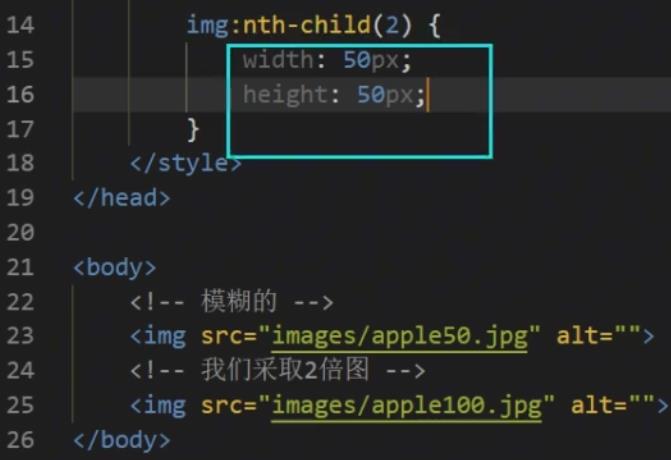 14 img:nth-child(2) {
15 width: 50px;
16 height: 50px;
17 }
18 </style>
19 </head>
20
21 <body>
22 <!-- 模糊的 -->
23 <img src="images/apple50.jpg" alt="">
24 <!-- 我们采取2倍图 -->
25 <img src="images/apple100.jpg" alt="">
26 </body>